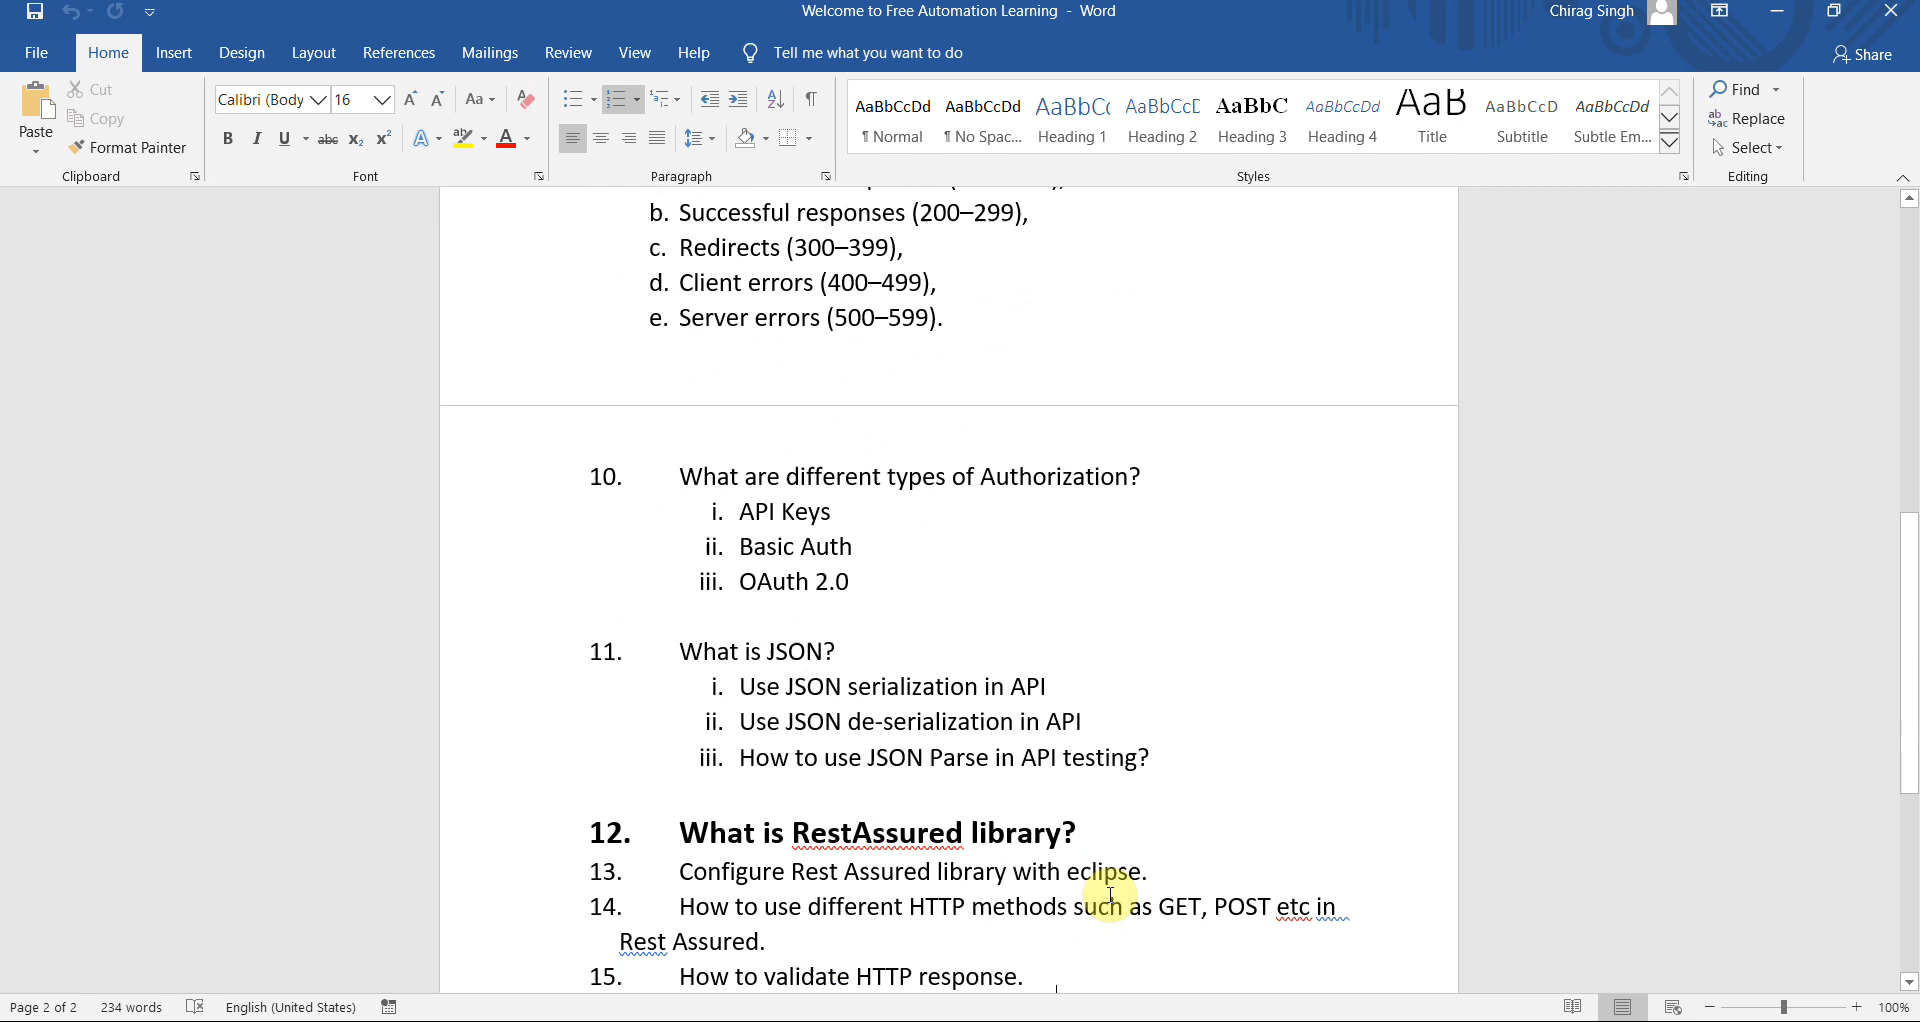 Welcome to Free Automation Learning - Word
Chirag Singh
File Home Insert Design Layout References Mailings Review View Help Tell me what you want to do
Share
Paste
Cut
Copy
Format Painter
Clipboard
Calibri (Body 16
Aa
B I U abc x₂ x² A ab A
Font
Paragraph
AaBbCcDd AaBbCcDd AaBbCc AaBbCcD AaBbC AaBbCcDd AaB AaBbCcD AaBbCcDd
¶ Normal ¶ No Spac... Heading 1 Heading 2 Heading 3 Heading 4 Title Subtitle Subtle Em...
Styles
Find
Replace
Select
Editing
b. Successful responses (200–299),
c. Redirects (300–399),
d. Client errors (400–499),
e. Server errors (500–599).
10. What are different types of Authorization?
i. API Keys
ii. Basic Auth
iii. OAuth 2.0
11. What is JSON?
i. Use JSON serialization in API
ii. Use JSON de-serialization in API
iii. How to use JSON Parse in API testing?
12. What is RestAssured library?
13. Configure Rest Assured library with eclipse.
14. How to use different HTTP methods such as GET, POST etc in
Rest Assured.
15. How to validate HTTP response.
Page 2 of 2 234 words English (United States) 100%